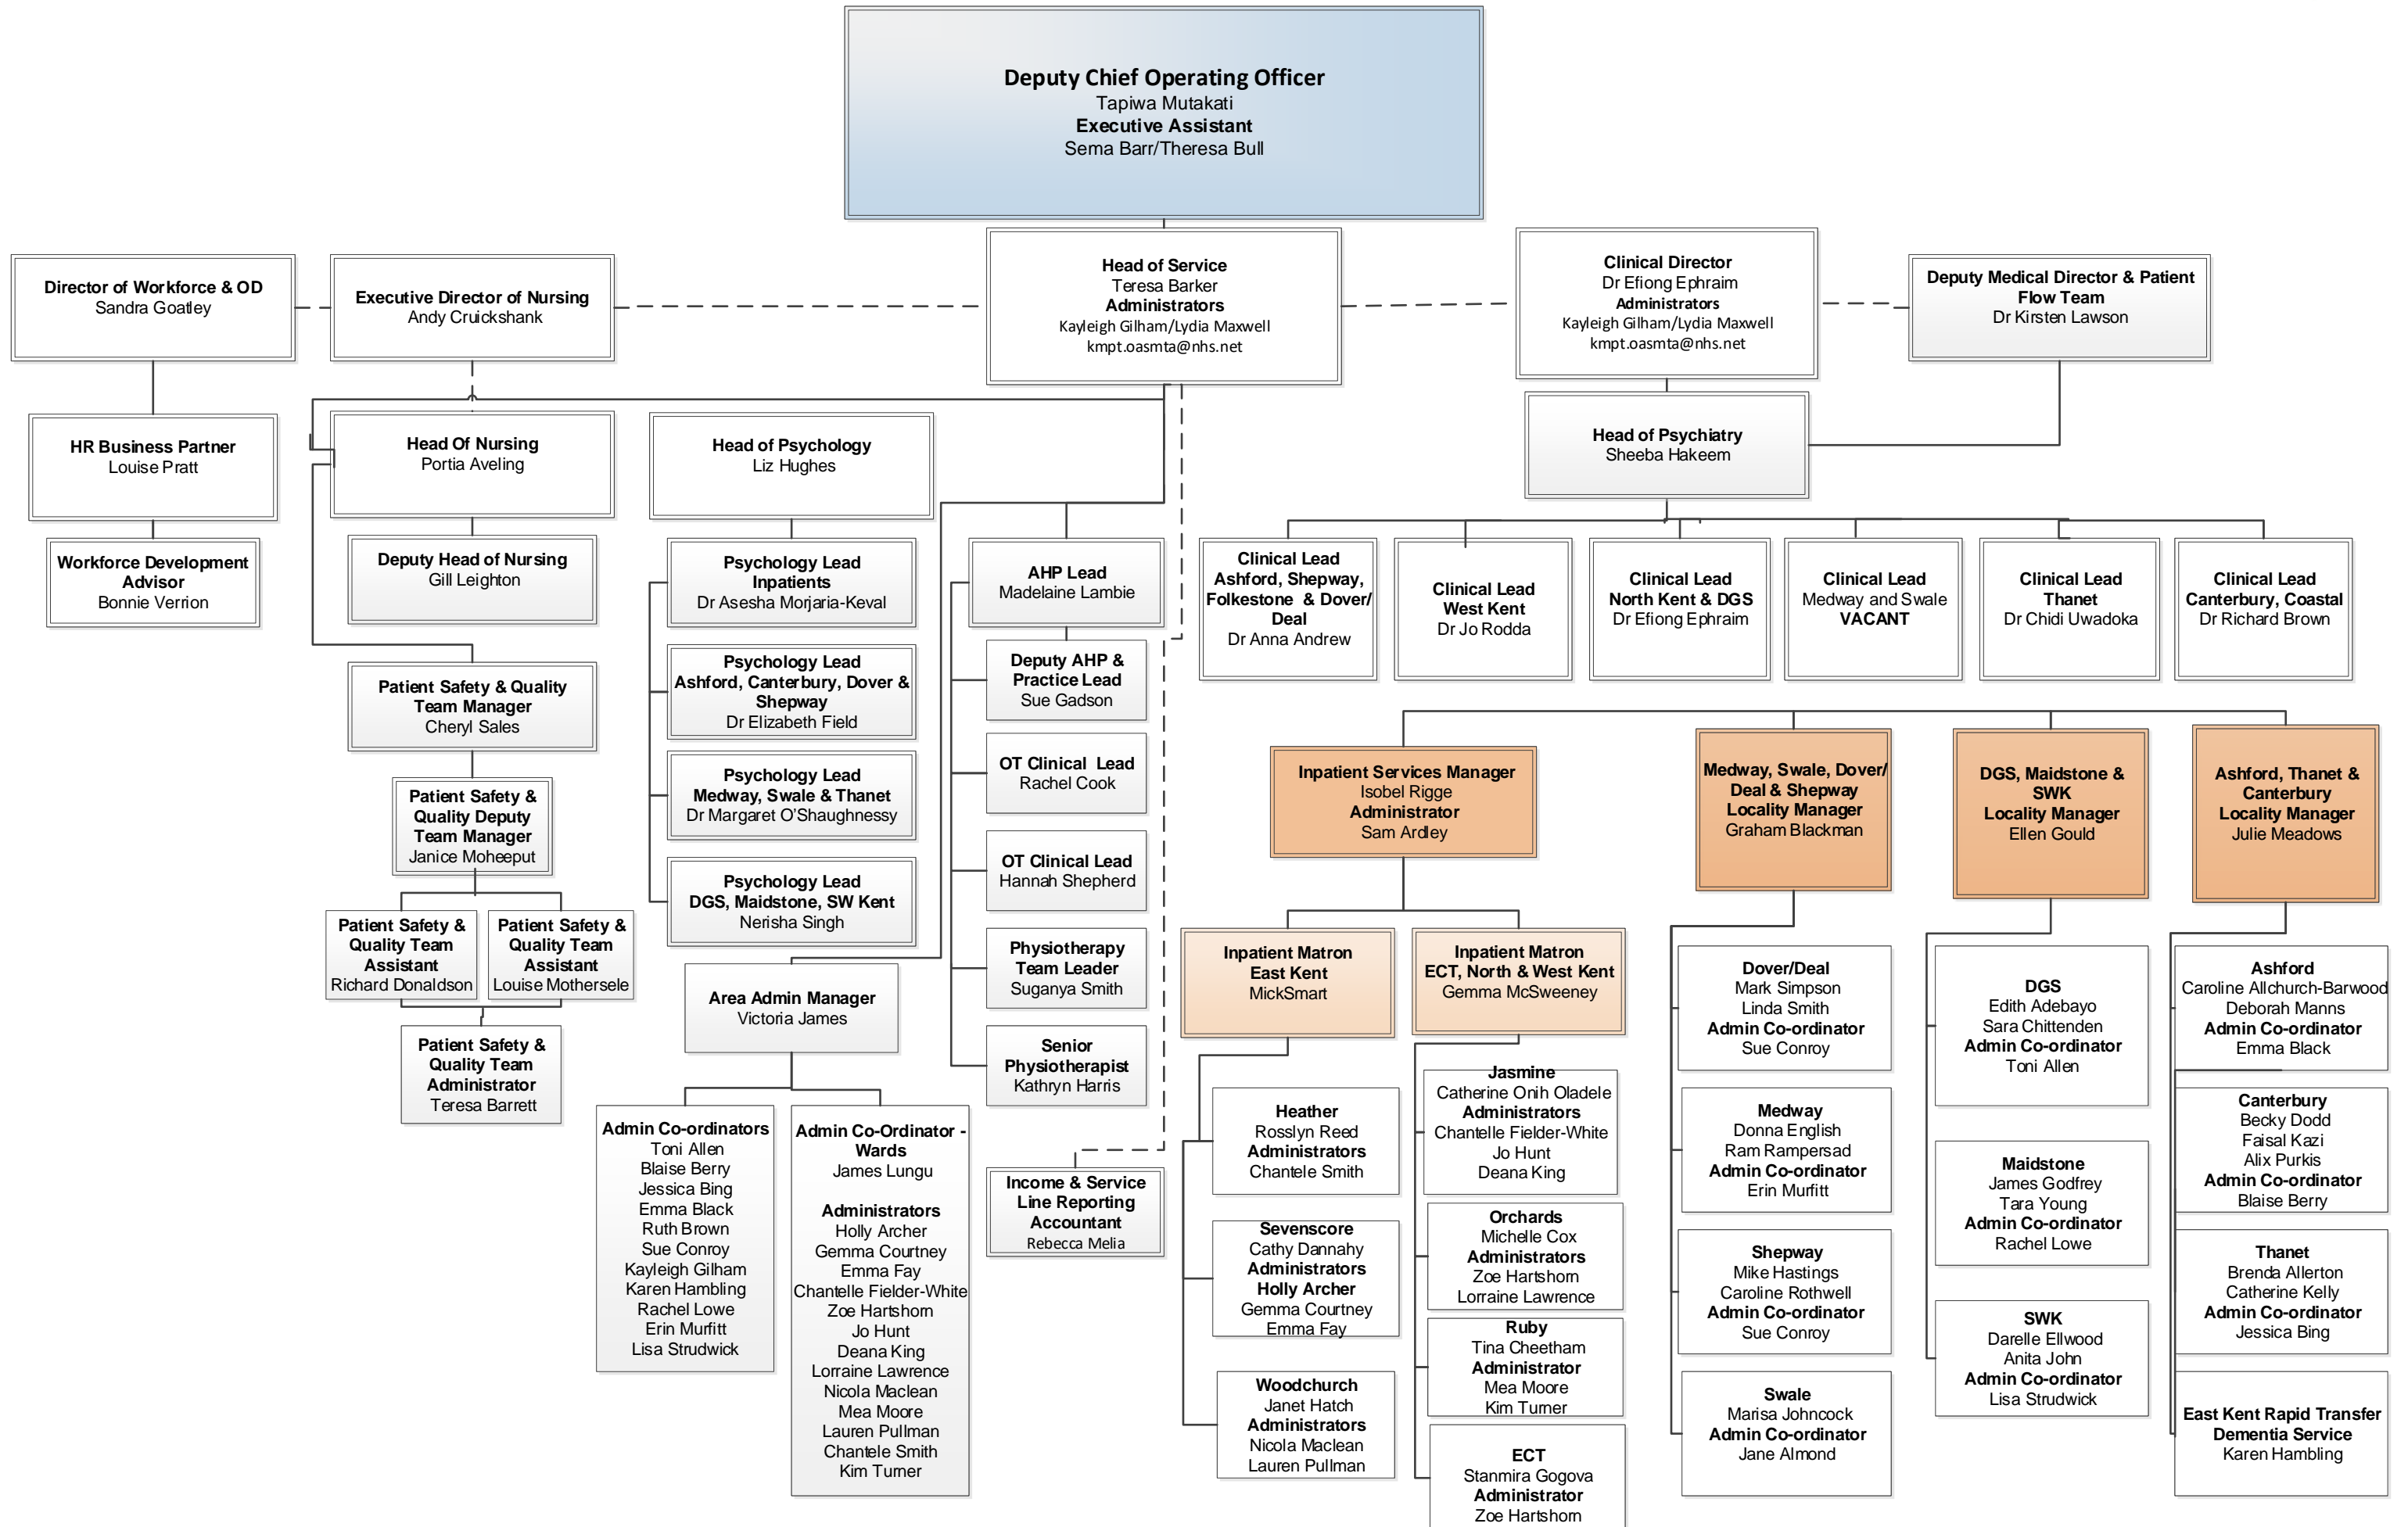 Deputy Chief Operating Officer
Tapiwa Mutakati
Executive Assistant
Sema Barr/Theresa Bull
Director of Workforce & OD
Sandra Goatley
Executive Director of Nursing
Andy Cruickshank
Head of Service
Teresa Barker
Administrators
Kayleigh Gilham/Lydia Maxwell
kmpt.oasmta@nhs.net
Clinical Director
Dr Efiong Ephraim
Administrators
Kayleigh Gilham/Lydia Maxwell
kmpt.oasmta@nhs.net
Deputy Medical Director & Patient
Flow Team
Dr Kirsten Lawson
HR Business Partner
Louise Pratt
Head Of Nursing
Portia Aveling
Head of Psychology
Liz Hughes
Head of Psychiatry
Sheeba Hakeem
Workforce Development
Advisor
Bonnie Verrion
Deputy Head of Nursing
Gill Leighton
Psychology Lead
Inpatients
Dr Asesha Morjaria-Keval
AHP Lead
Madelaine Lambie
Clinical Lead
Ashford, Shepway,
Folkestone & Dover/
Deal
Dr Anna Andrew
Clinical Lead
West Kent
Dr Jo Rodda
Clinical Lead
North Kent & DGS
Dr Efiong Ephraim
Clinical Lead
Medway and Swale
VACANT
Clinical Lead
Thanet
Dr Chidi Uwadoka
Clinical Lead
Canterbury, Coastal
Dr Richard Brown
Patient Safety & Quality
Team Manager
Cheryl Sales
Psychology Lead
Ashford, Canterbury, Dover &
Shepway
Dr Elizabeth Field
Deputy AHP &
Practice Lead
Sue Gadson
Patient Safety &
Quality Deputy
Team Manager
Janice Moheeput
Psychology Lead
Medway, Swale & Thanet
Dr Margaret O'Shaughnessy
OT Clinical Lead
Rachel Cook
Inpatient Services Manager
Isobel Rigge
Administrator
Sam Ardley
Medway, Swale, Dover/
Deal & Shepway
Locality Manager
Graham Blackman
DGS, Maidstone &
SWK
Locality Manager
Ellen Gould
Ashford, Thanet &
Canterbury
Locality Manager
Julie Meadows
Psychology Lead
DGS, Maidstone, SW Kent
Nerisha Singh
OT Clinical Lead
Hannah Shepherd
Patient Safety &
Quality Team
Assistant
Richard Donaldson
Patient Safety &
Quality Team
Assistant
Louise Mothersele
Patient Safety &
Quality Team
Administrator
Teresa Barrett
Area Admin Manager
Victoria James
Physiotherapy
Team Leader
Suganya Smith
Senior
Physiotherapist
Kathryn Harris
Admin Co-ordinators
Toni Allen
Blaise Berry
Jessica Bing
Emma Black
Ruth Brown
Sue Conroy
Kayleigh Gilham
Karen Hambling
Rachel Lowe
Erin Murfitt
Lisa Strudwick
Admin Co-Ordinator -
Wards
James Lungu
Administrators
Holly Archer
Gemma Courtney
Emma Fay
Chantelle Fielder-White
Zoe Hartshorn
Jo Hunt
Deana King
Lorraine Lawrence
Nicola Maclean
Mea Moore
Lauren Pullman
Chantele Smith
Kim Turner
Income & Service
Line Reporting
Accountant
Rebecca Melia
Inpatient Matron
East Kent
MickSmart
Inpatient Matron
ECT, North & West Kent
Gemma McSweeney
Heather
Rosslyn Reed
Administrators
Chantele Smith
Sevenscore
Cathy Dannahy
Administrators
Holly Archer
Gemma Courtney
Emma Fay
Woodchurch
Janet Hatch
Administrators
Nicola Maclean
Lauren Pullman
Jasmine
Catherine Onih Oladele
Administrators
Chantelle Fielder-White
Jo Hunt
Deana King
Orchards
Michelle Cox
Administrators
Zoe Hartshorn
Lorraine Lawrence
Ruby
Tina Cheetham
Administrator
Mea Moore
Kim Turner
ECT
Stanmira Gogova
Administrator
Zoe Hartshorn
Dover/Deal
Mark Simpson
Linda Smith
Admin Co-ordinator
Sue Conroy
Medway
Donna English
Ram Rampersad
Admin Co-ordinator
Erin Murfitt
Shepway
Mike Hastings
Caroline Rothwell
Admin Co-ordinator
Sue Conroy
Swale
Marisa Johncock
Admin Co-ordinator
Jane Almond
DGS
Edith Adebayo
Sara Chittenden
Admin Co-ordinator
Toni Allen
Maidstone
James Godfrey
Tara Young
Admin Co-ordinator
Rachel Lowe
SWK
Darelle Ellwood
Anita John
Admin Co-ordinator
Lisa Strudwick
Ashford
Caroline Allchurch-Barwood
Deborah Manns
Admin Co-ordinator
Emma Black
Canterbury
Becky Dodd
Faisal Kazi
Alix Purkis
Admin Co-ordinator
Blaise Berry
Thanet
Brenda Allerton
Catherine Kelly
Admin Co-ordinator
Jessica Bing
East Kent Rapid Transfer
Dementia Service
Karen Hambling